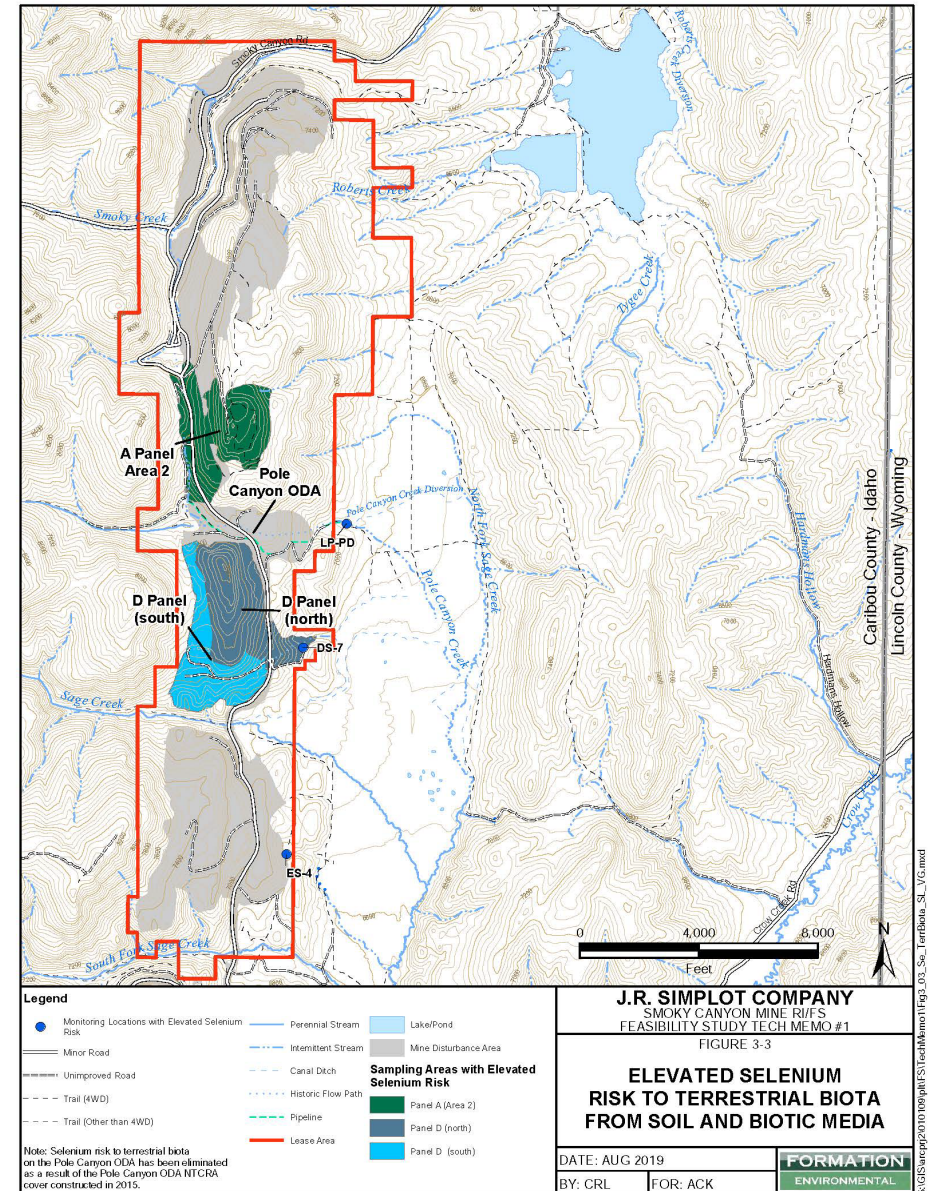 Smoky Canyon Rd
Roberts
Creek Diversion
Roberts Creek
Smoky Creek
Tygee Creek
A Panel
Area 2
Pole
Canyon ODA
Pole Canyon Creek Diversion
LP-PD
North Fork Sage Creek
Pole Canyon Creek
D Panel
(south)
D Panel
(north)
DS-7
Hardmans Hollow
Hardmans Hollow
Caribou County - Idaho
Lincoln County - Wyoming
Sage Creek
Crow Creek
Crow Creek Rd
ES-4
South Fork Sage Creek
0 4,000 8,000
Feet
N
Legend
Monitoring Locations with Elevated Selenium
Risk
Minor Road
Unimproved Road
Trail (4WD)
Trail (Other than 4WD)
Note: Selenium risk to terrestrial biota
on the Pole Canyon ODA has been eliminated
as a result of the Pole Canyon ODA NTCRA
cover constructed in 2015.
Perennial Stream
Intermittent Stream
Canal Ditch
Historic Flow Path
Pipeline
Lease Area
Lake/Pond
Mine Disturbance Area
Sampling Areas with Elevated
Selenium Risk
Panel A (Area 2)
Panel D (north)
Panel D (south)
J.R. SIMPLOT COMPANY
SMOKY CANYON MINE RI/FS
FEASIBILITY STUDY TECH MEMO #1
FIGURE 3-3
ELEVATED SELENIUM
RISK TO TERRESTRIAL BIOTA
FROM SOIL AND BIOTIC MEDIA
DATE: AUG 2019
BY: CRL FOR: ACK
FORMATION
ENVIRONMENTAL